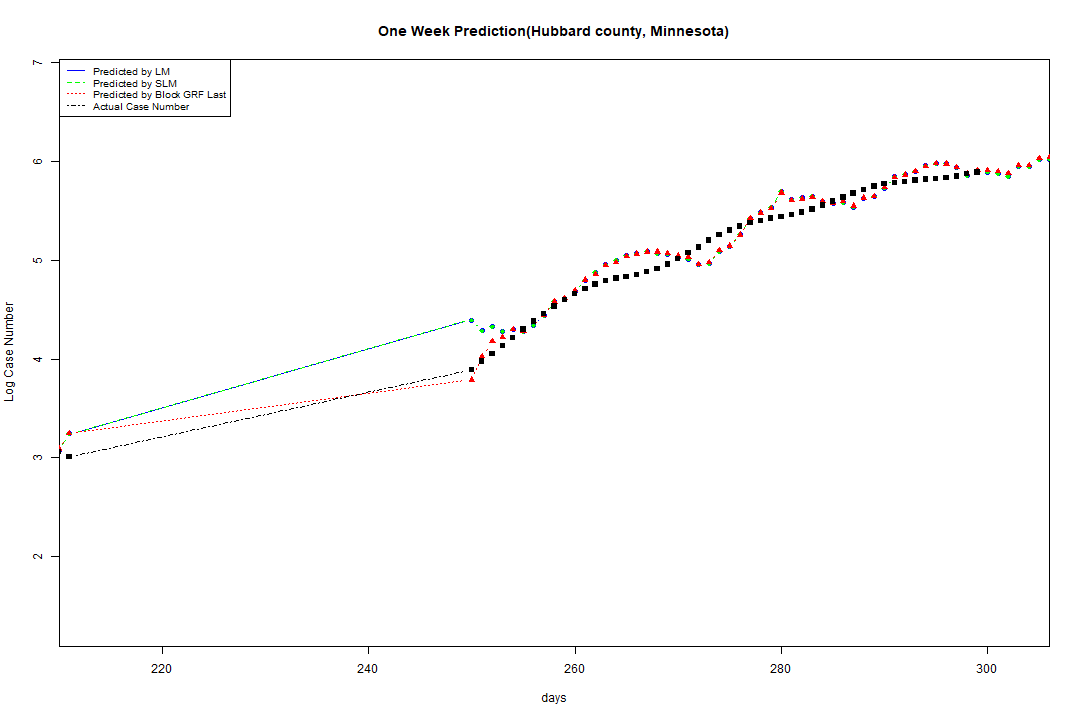 One Week Prediction(Hubbard county, Minnesota)
Predicted by LM
Predicted by SLM
Predicted by Block GRF Last
Actual Case Number
7
6
5
4
3
2
Log Case Number
220 240 260 280 300
days